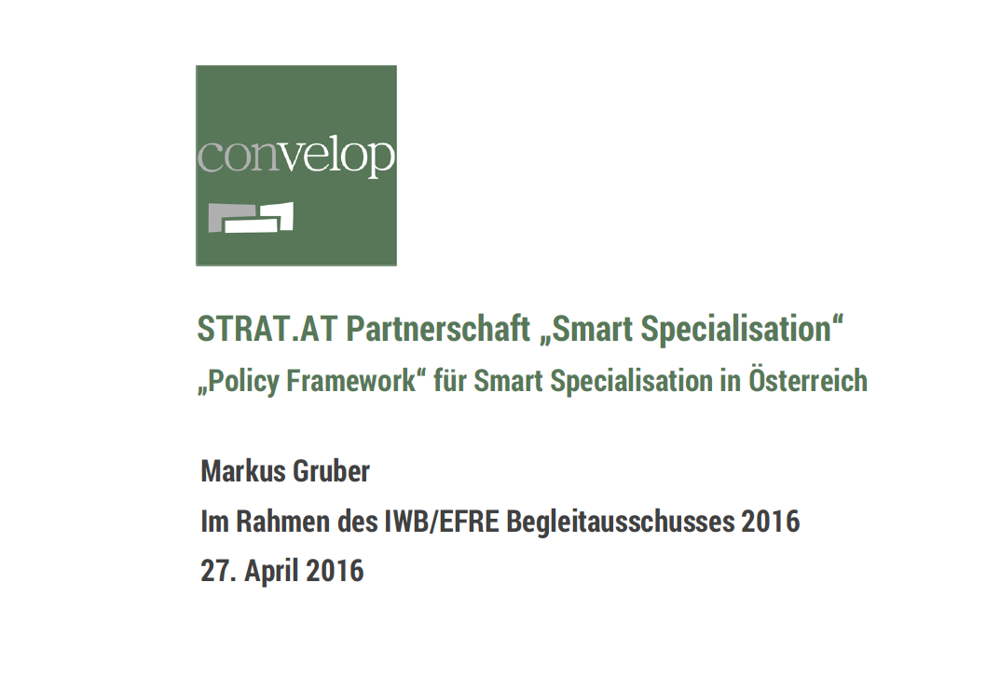 convelop
STRAT.AT Partnerschaft „Smart Specialisation“
„Policy Framework“ für Smart Specialisation in Österreich
Markus Gruber
Im Rahmen des IWB/EFRE Begleitausschusses 2016
27. April 2016